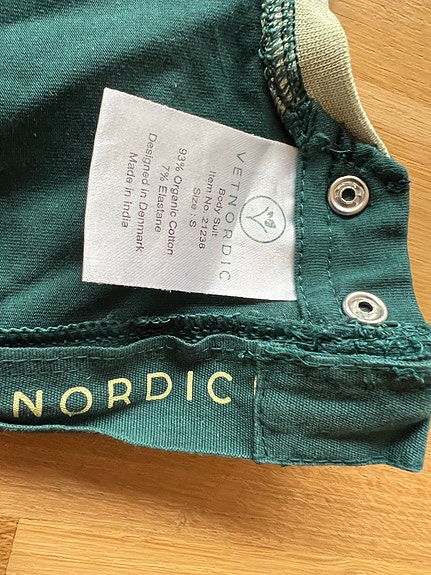 VETNORDIC
Body Suit
Item No. 21236
Size : S
93% Organic Cotton
7% Elastane
Designed in Denmark
Made in India
NORDIC